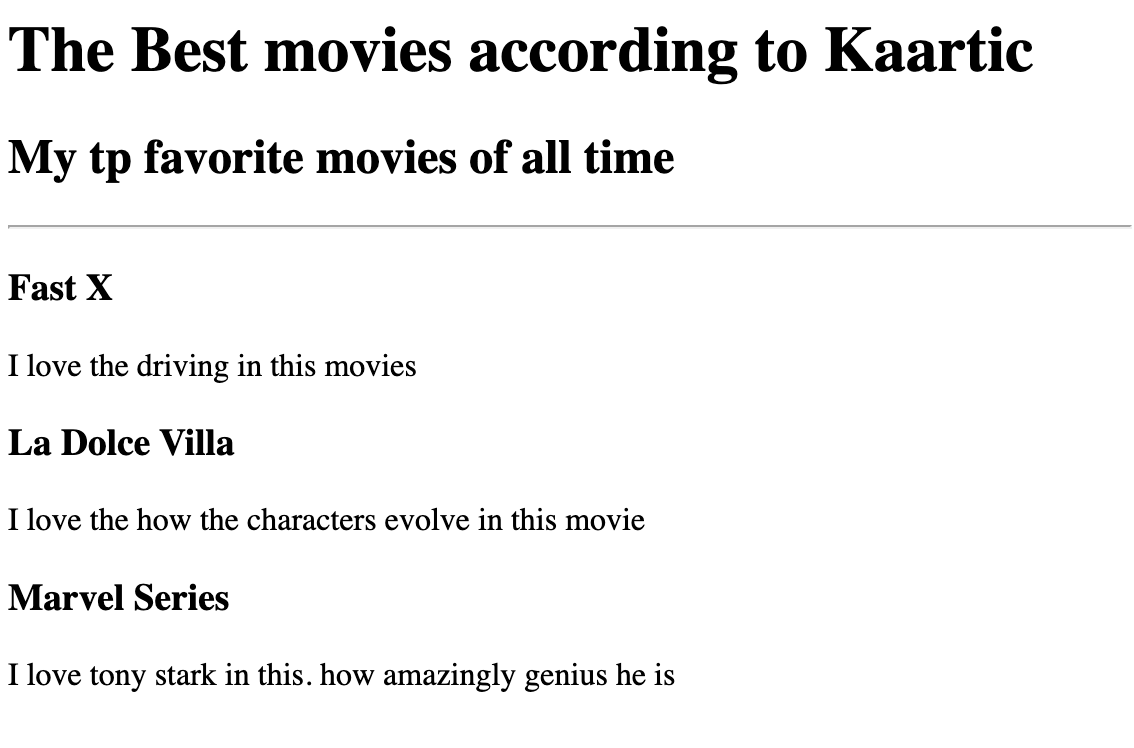 The Best movies according to Kaartic
My tp favorite movies of all time
Fast X
I love the driving in this movies
La Dolce Villa
I love the how the characters evolve in this movie
Marvel Series
I love tony stark in this. how amazingly genius he is